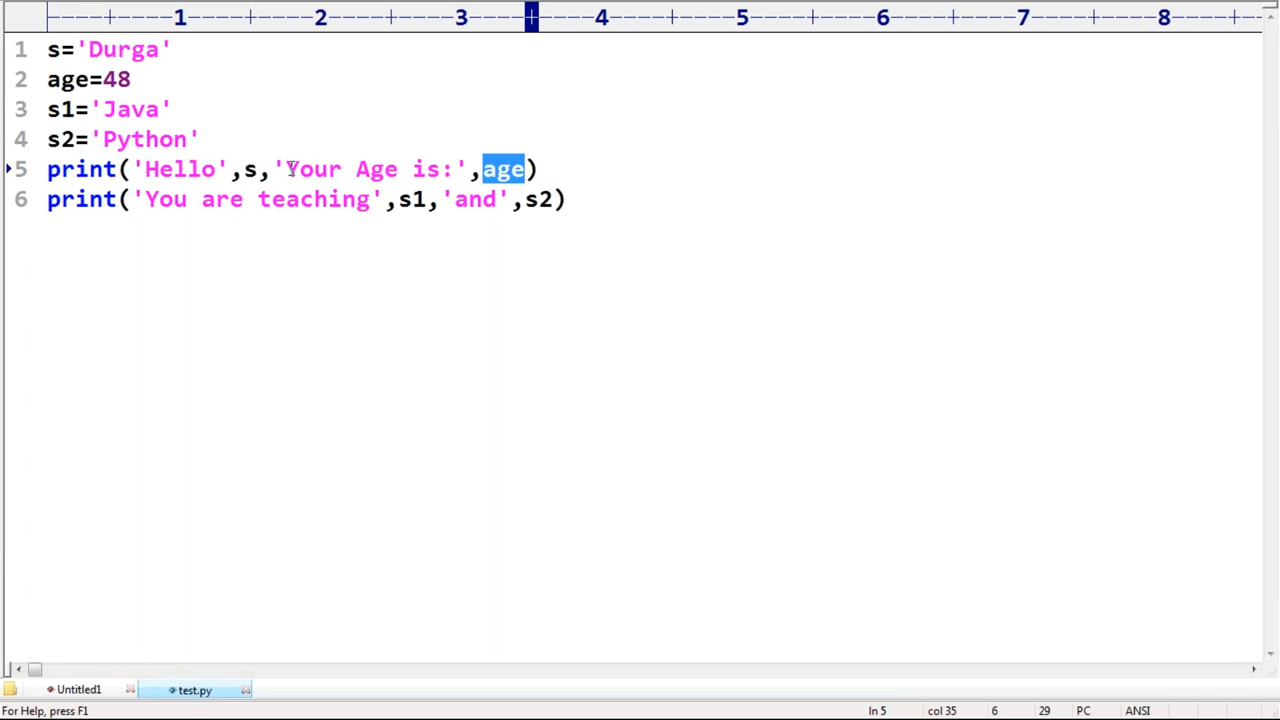 ----+----1----+----2----+----3----+----4----+----5----+----6----+----7----+----8----+--
1 s='Durga'
2 age=48
3 s1='Java'
4 s2='Python'
5 print('Hello',s,'Your Age is:',age)
6 print('You are teaching',s1,'and',s2)
Untitled1 test.py
For Help, press F1 ln 5 col 35 6 29 PC ANSI